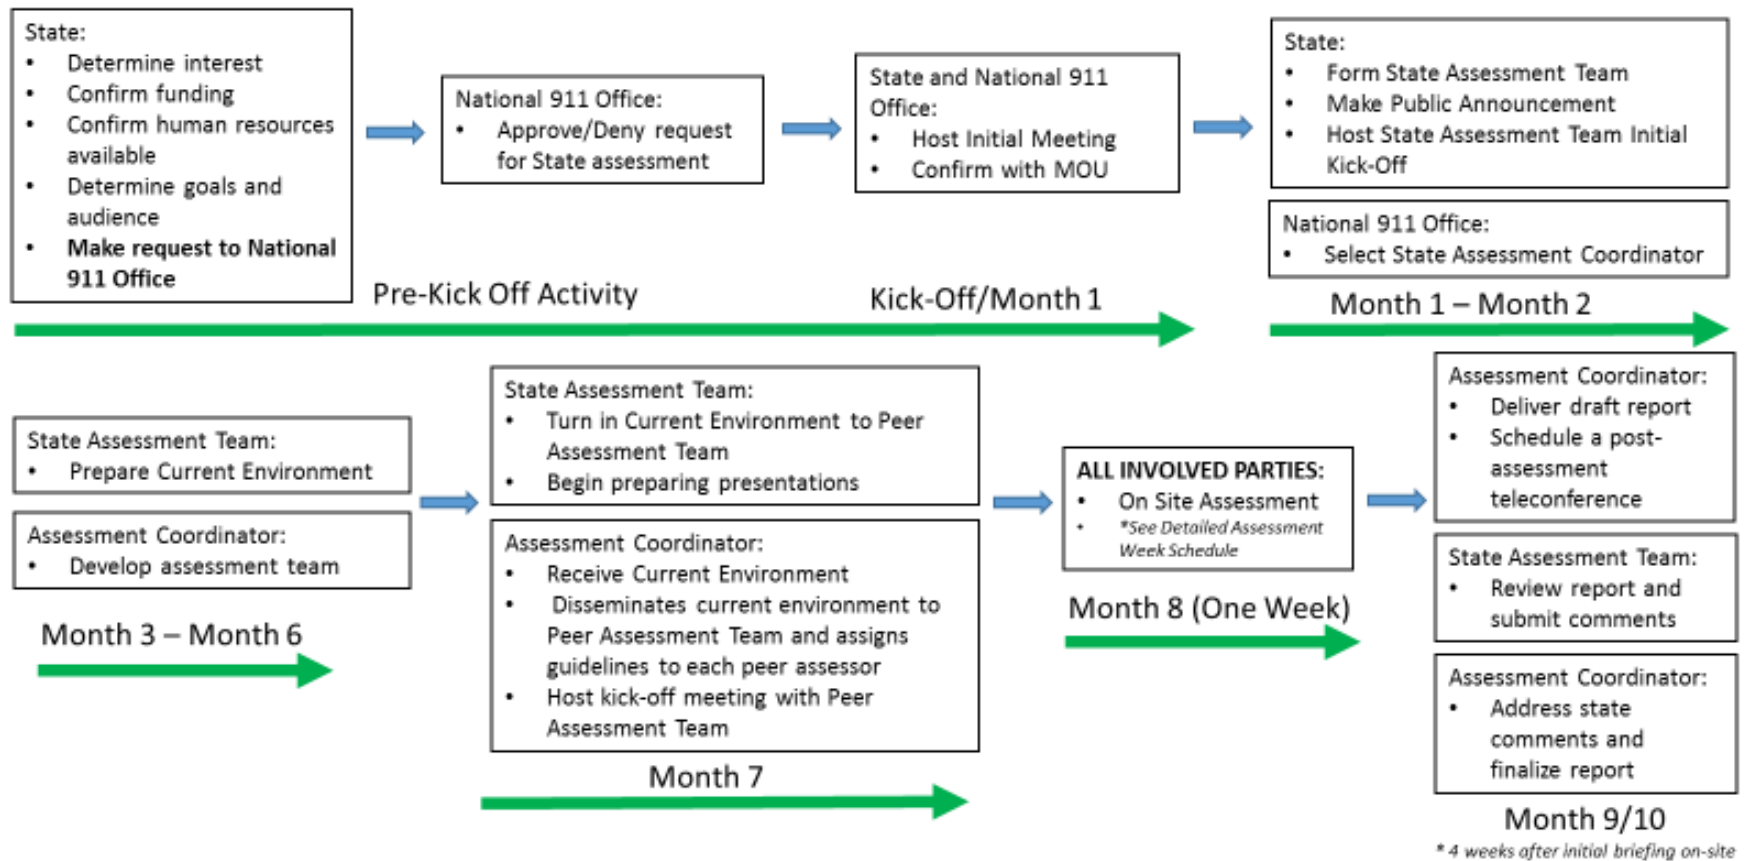 State:
• Determine interest
• Confirm funding
• Confirm human resources
available
• Determine goals and
audience
• Make request to National
911 Office
National 911 Office:
• Approve/Deny request
for State assessment
State and National 911
Office:
• Host Initial Meeting
• Confirm with MOU
State:
• Form State Assessment Team
• Make Public Announcement
• Host State Assessment Team Initial
Kick-Off
National 911 Office:
• Select State Assessment Coordinator
Pre-Kick Off Activity
Kick-Off/Month 1
Month 1 – Month 2
State Assessment Team:
• Prepare Current Environment
Assessment Coordinator:
• Develop assessment team
Month 3 – Month 6
State Assessment Team:
• Turn in Current Environment to Peer
Assessment Team
• Begin preparing presentations
Assessment Coordinator:
• Receive Current Environment
• Disseminates current environment to
Peer Assessment Team and assigns
guidelines to each peer assessor
• Host kick-off meeting with Peer
Assessment Team
Month 7
ALL INVOLVED PARTIES:
• On Site Assessment
• *See Detailed Assessment
Week Schedule
Month 8 (One Week)
Assessment Coordinator:
• Deliver draft report
• Schedule a post-
assessment
teleconference
State Assessment Team:
• Review report and
submit comments
Assessment Coordinator:
• Address state
comments and
finalize report
Month 9/10
* 4 weeks after initial briefing on-site